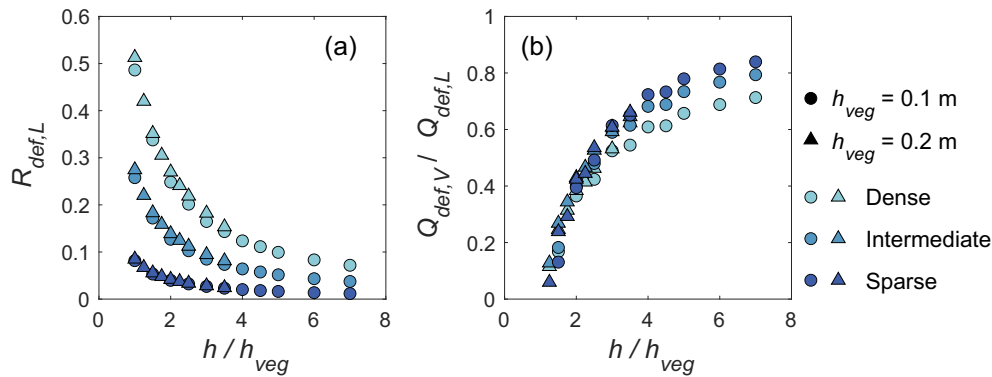 0.6
0.5
0.4
0.3
0.2
0.1
0
R_def,L
(a)
0 2 4 6 8
h / h_veg
1
0.8
0.6
0.4
0.2
0
Q_def,V / Q_def,L
(b)
0 2 4 6 8
h / h_veg
h_veg = 0.1 m
h_veg = 0.2 m
Dense
Intermediate
Sparse